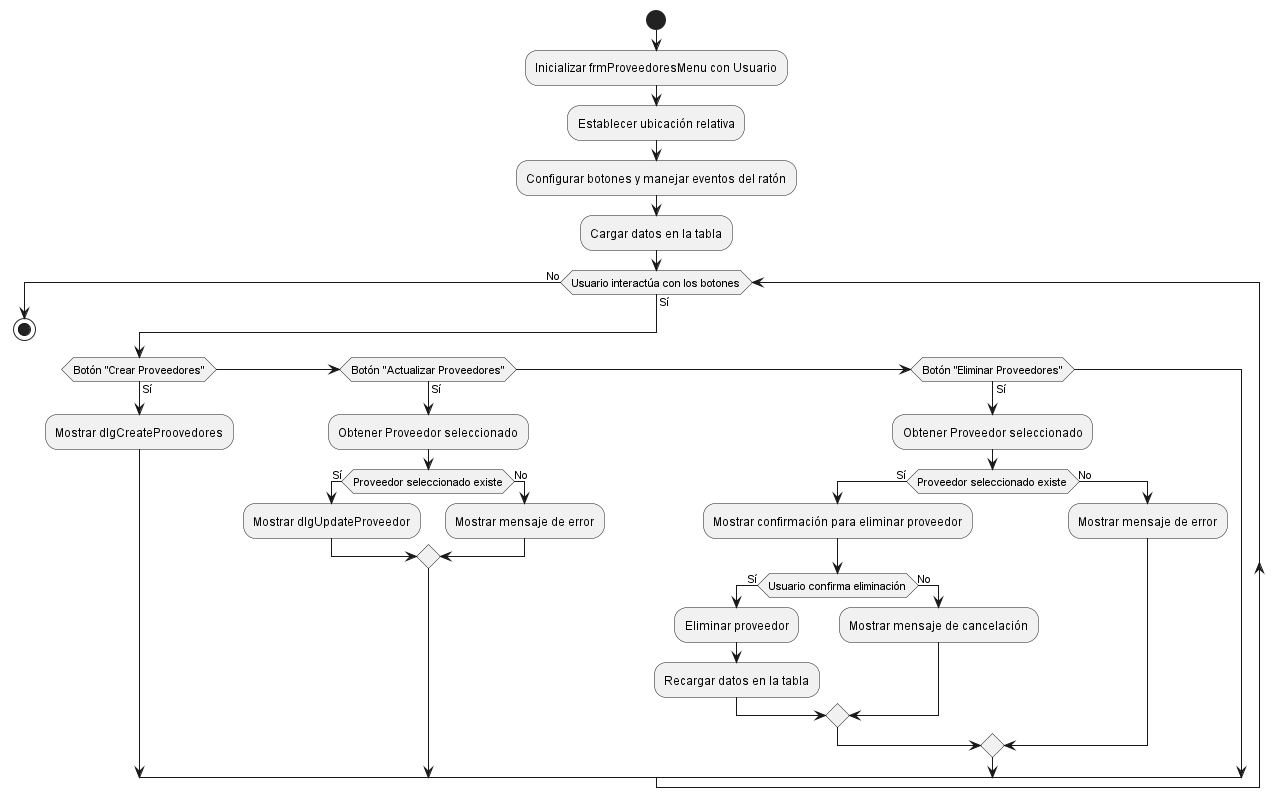 Inicializar frmProveedoresMenu con Usuario
Establecer ubicación relativa
Configurar botones y manejar eventos del ratón
Cargar datos en la tabla
No
Usuario interactúa con los botones
Sí
Botón "Crear Proveedores"
Botón "Actualizar Proveedores"
Botón "Eliminar Proveedores"
Sí
Sí
Sí
Mostrar dlgCreateProovedores
Obtener Proveedor seleccionado
Obtener Proveedor seleccionado
Sí
Proveedor seleccionado existe
No
Sí
Proveedor seleccionado existe
No
Mostrar dlgUpdateProveedor
Mostrar mensaje de error
Mostrar confirmación para eliminar proveedor
Mostrar mensaje de error
Sí
Usuario confirma eliminación
No
Eliminar proveedor
Mostrar mensaje de cancelación
Recargar datos en la tabla